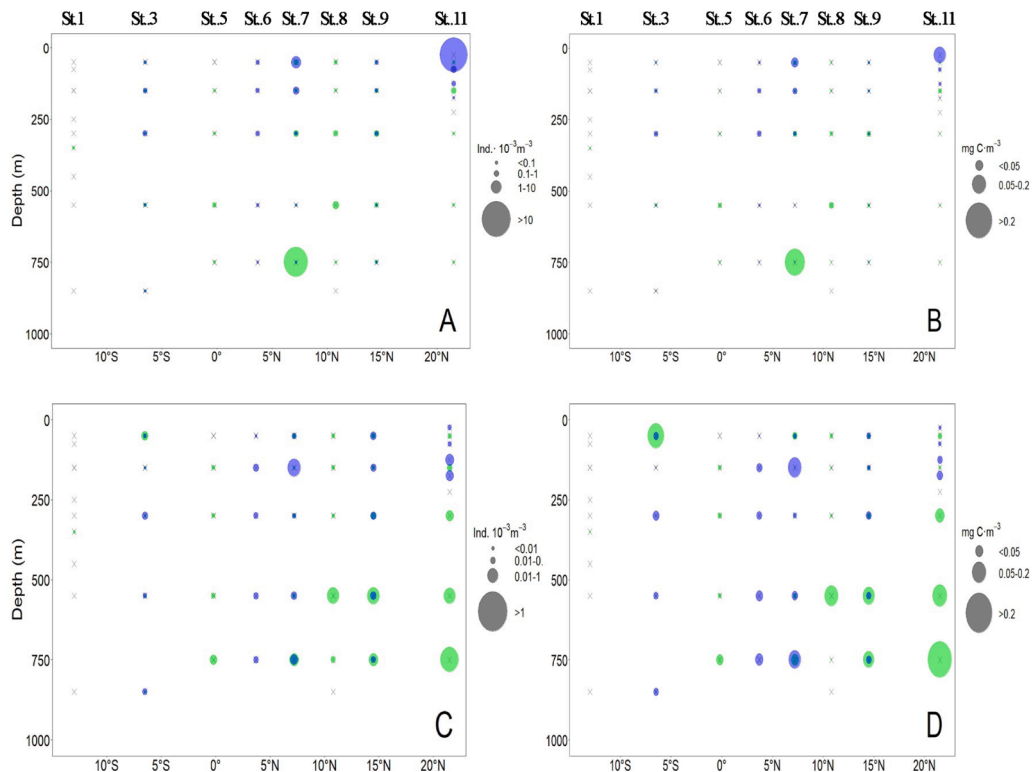 St.1 St.3 St.5 St.6 St.7 St.8 St.9 St.11
St.1 St.3 St.5 St.6 St.7 St.8 St.9 St.11
0
250
500
750
1000
Depth (m)
10°S 5°S 0° 5°N 10°N 15°N 20°N
A
Ind.· 10⁻³m⁻³
<0.1
0.1-1
1-10
>10
0
250
500
750
1000
10°S 5°S 0° 5°N 10°N 15°N 20°N
B
mg C·m⁻³
<0.05
0.05-0.2
>0.2
0
250
500
750
1000
Depth (m)
10°S 5°S 0° 5°N 10°N 15°N 20°N
C
Ind. 10⁻³m⁻³
<0.01
0.01-0.
0.01-1
>1
0
250
500
750
1000
10°S 5°S 0° 5°N 10°N 15°N 20°N
D
mg C·m⁻³
<0.05
0.05-0.2
>0.2